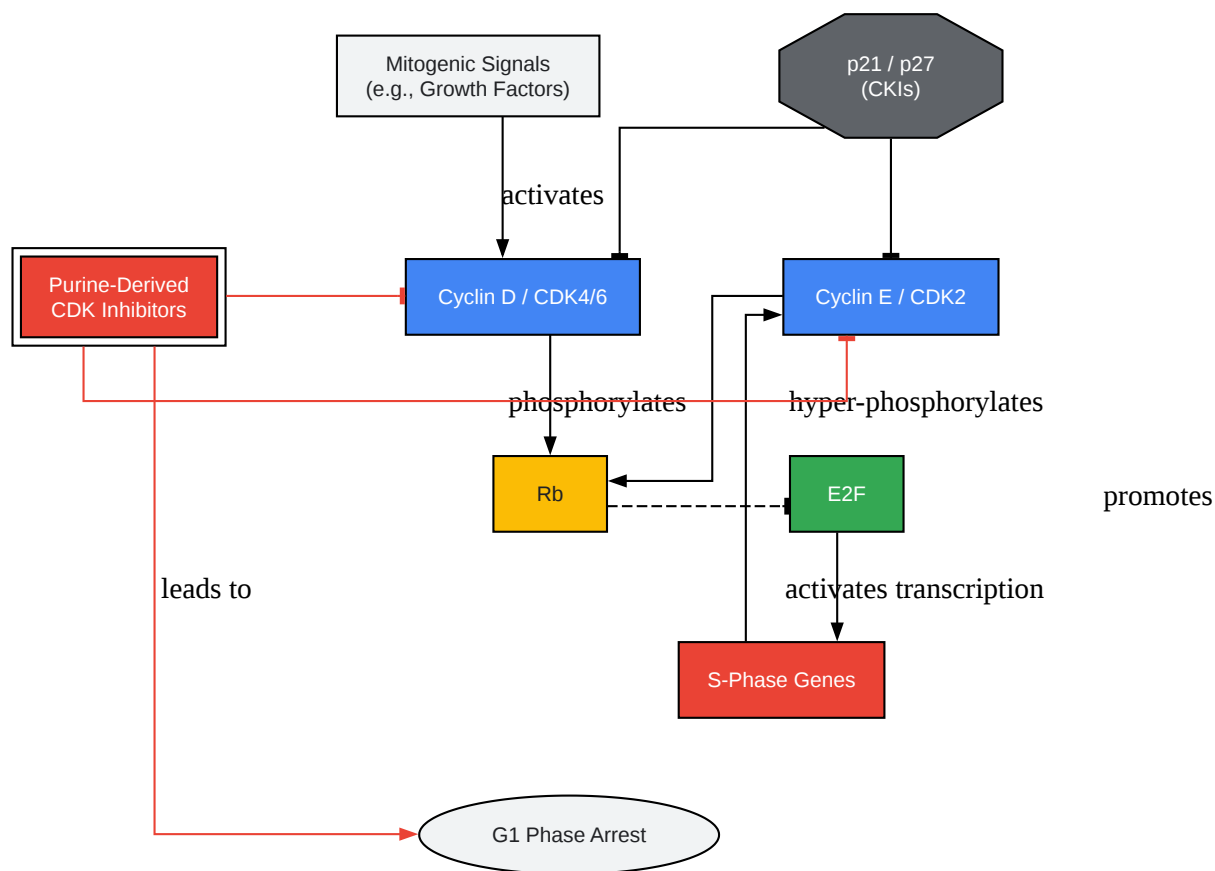 Mitogenic Signals
(e.g., Growth Factors)
p21 / p27
(CKIs)
activates
Purine-Derived
CDK Inhibitors
Cyclin D / CDK4/6
Cyclin E / CDK2
phosphorylates
hyper-phosphorylates
Rb
E2F
promotes
leads to
activates transcription
S-Phase Genes
G1 Phase Arrest